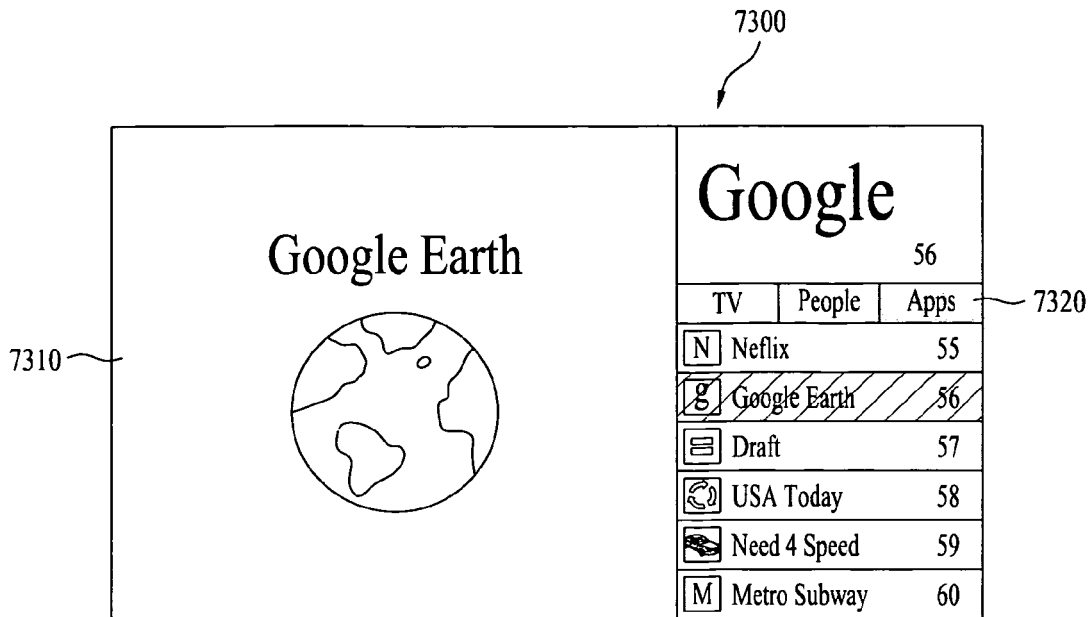 7300
Google
56
Google Earth
TV People Apps
7320
7310
N Neflix 55
g Google Earth 56
Draft 57
USA Today 58
Need 4 Speed 59
M Metro Subway 60